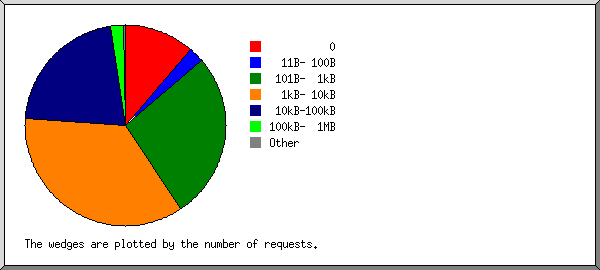 0
11B- 100B
101B- 1kB
1kB- 10kB
10kB-100kB
100kB- 1MB
Other
The wedges are plotted by the number of requests.